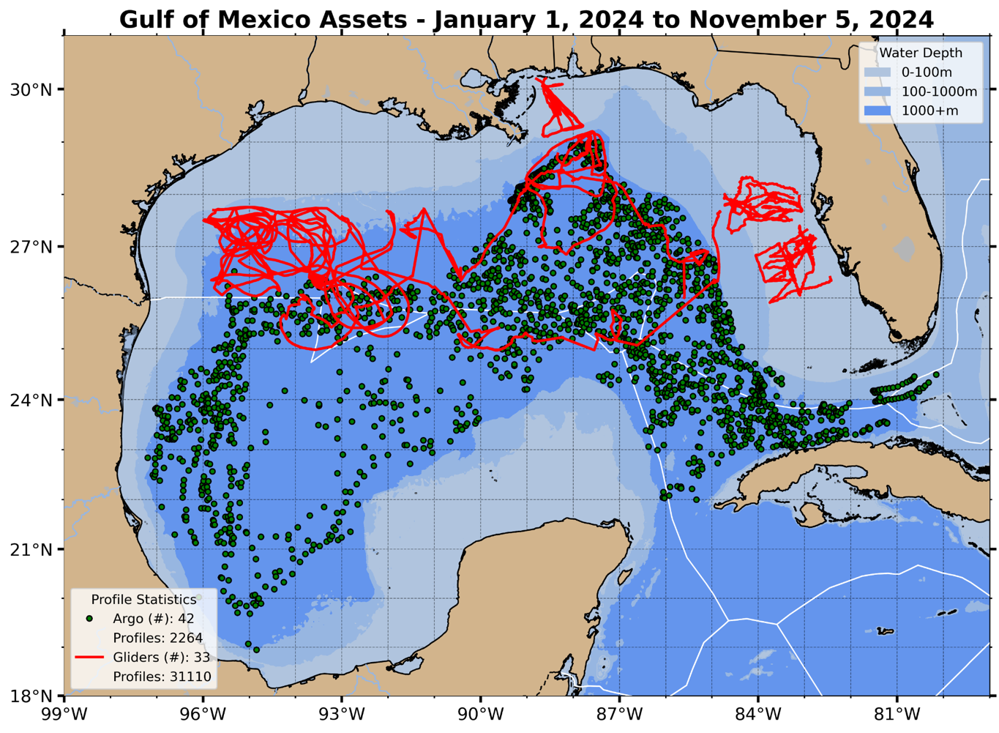 Gulf of Mexico Assets - January 1, 2024 to November 5, 2024
Water Depth
0-100m
100-1000m
1000+m
30°N
27°N
24°N
21°N
18°N
Profile Statistics
Argo (#): 42
Profiles: 2264
Gliders (#): 33
Profiles: 31110
99°W 96°W 93°W 90°W 87°W 84°W 81°W